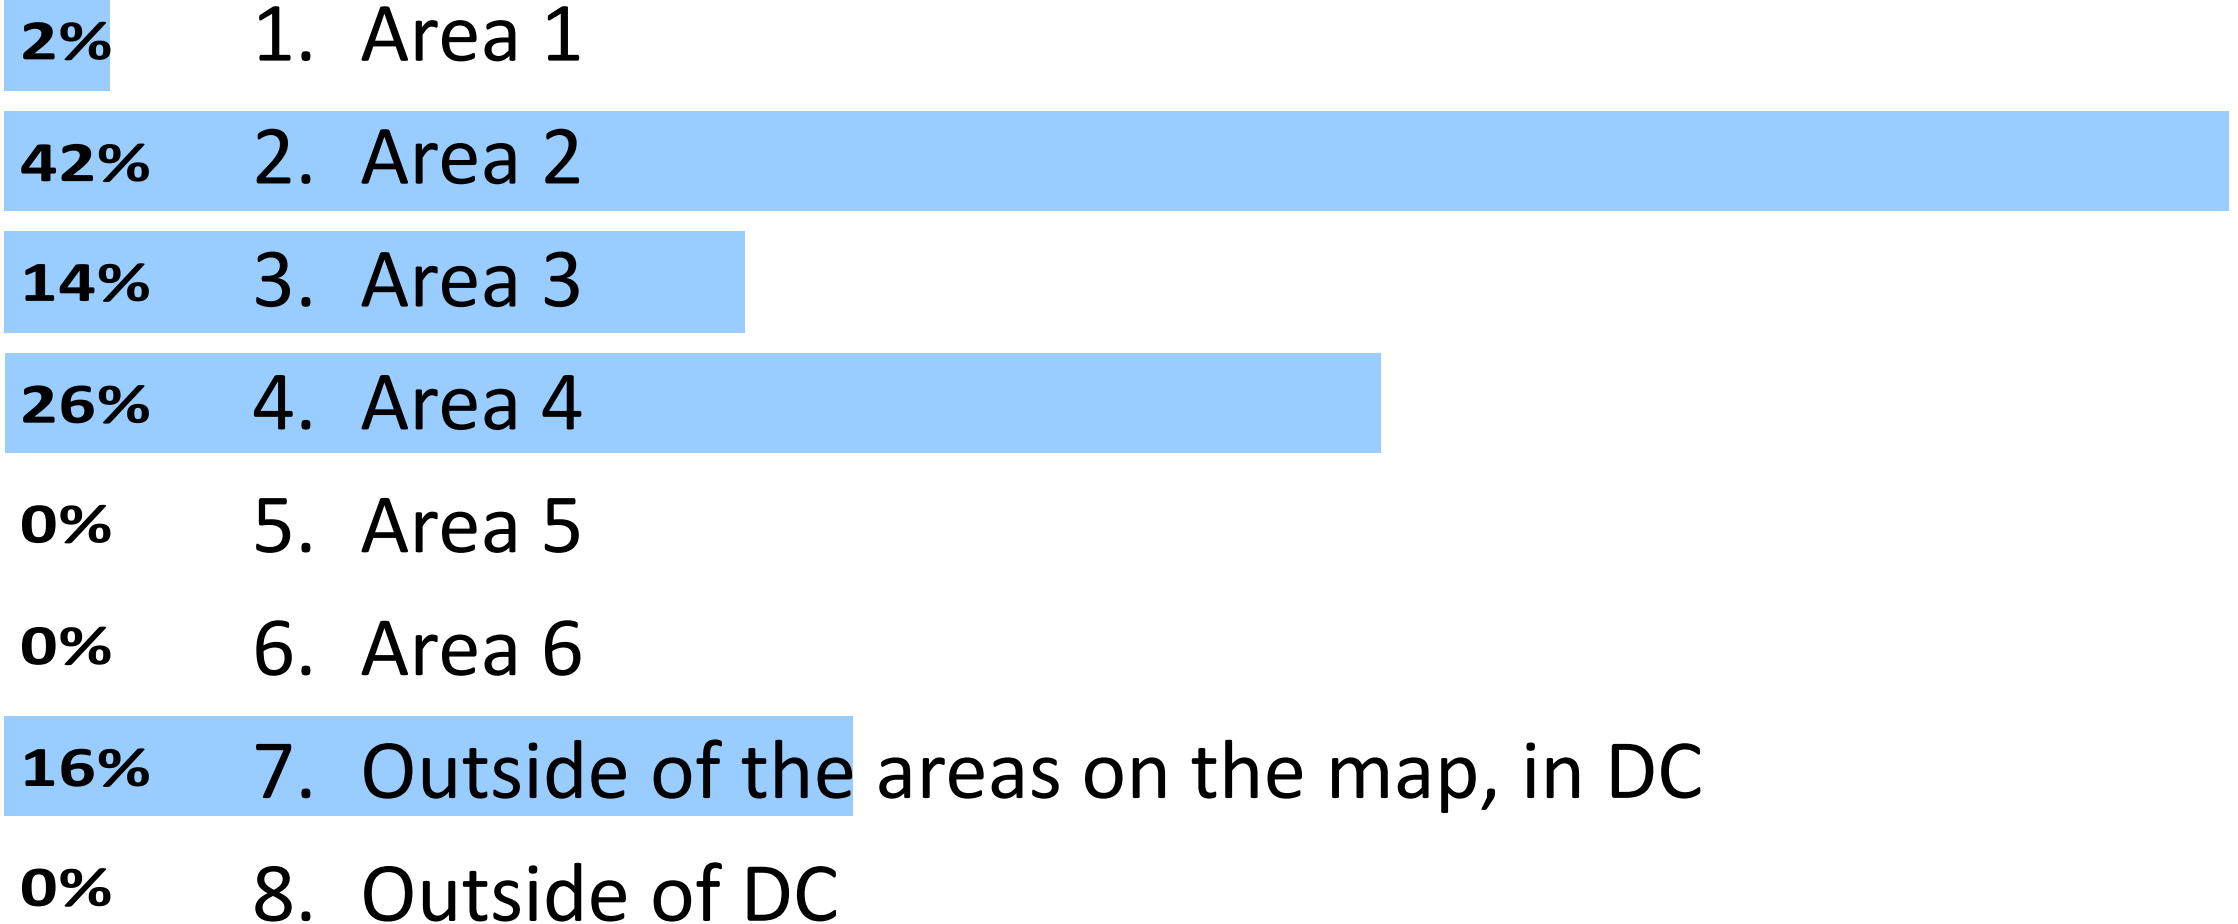 2% 1. Area 1
42% 2. Area 2
14% 3. Area 3
26% 4. Area 4
0% 5. Area 5
0% 6. Area 6
16% 7. Outside of the areas on the map, in DC
0% 8. Outside of DC